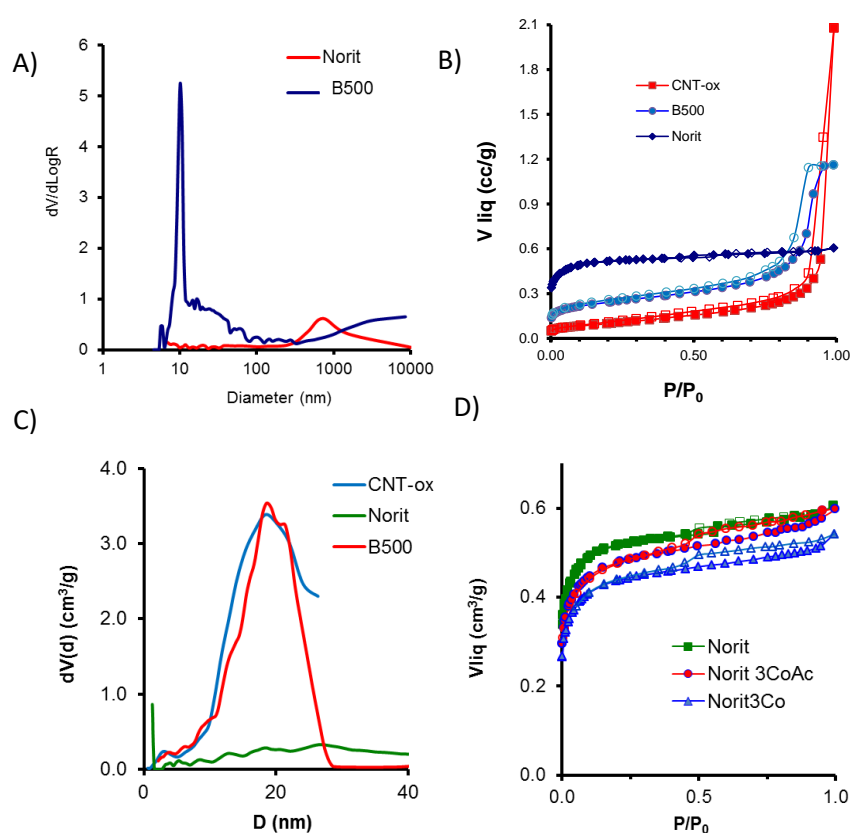 A)
6
5
4
3
2
1
0
dV/dLogR
1
10
100
1000
10000
Diameter (nm)
Norit
B500
B)
2.1
1.8
1.5
1.2
0.9
0.6
0.3
0.0
V liq (cc/g)
0.00
0.50
1.00
P/P0
CNT-ox
B500
Norit
C)
4.0
3.0
2.0
1.0
0.0
dV(d) (cm³/g)
0
20
40
D (nm)
CNT-ox
Norit
B500
D)
0.6
0.4
0.2
0.0
Vliq (cm³/g)
0.0
0.5
1.0
P/P0
Norit
Norit 3CoAc
Norit3Co